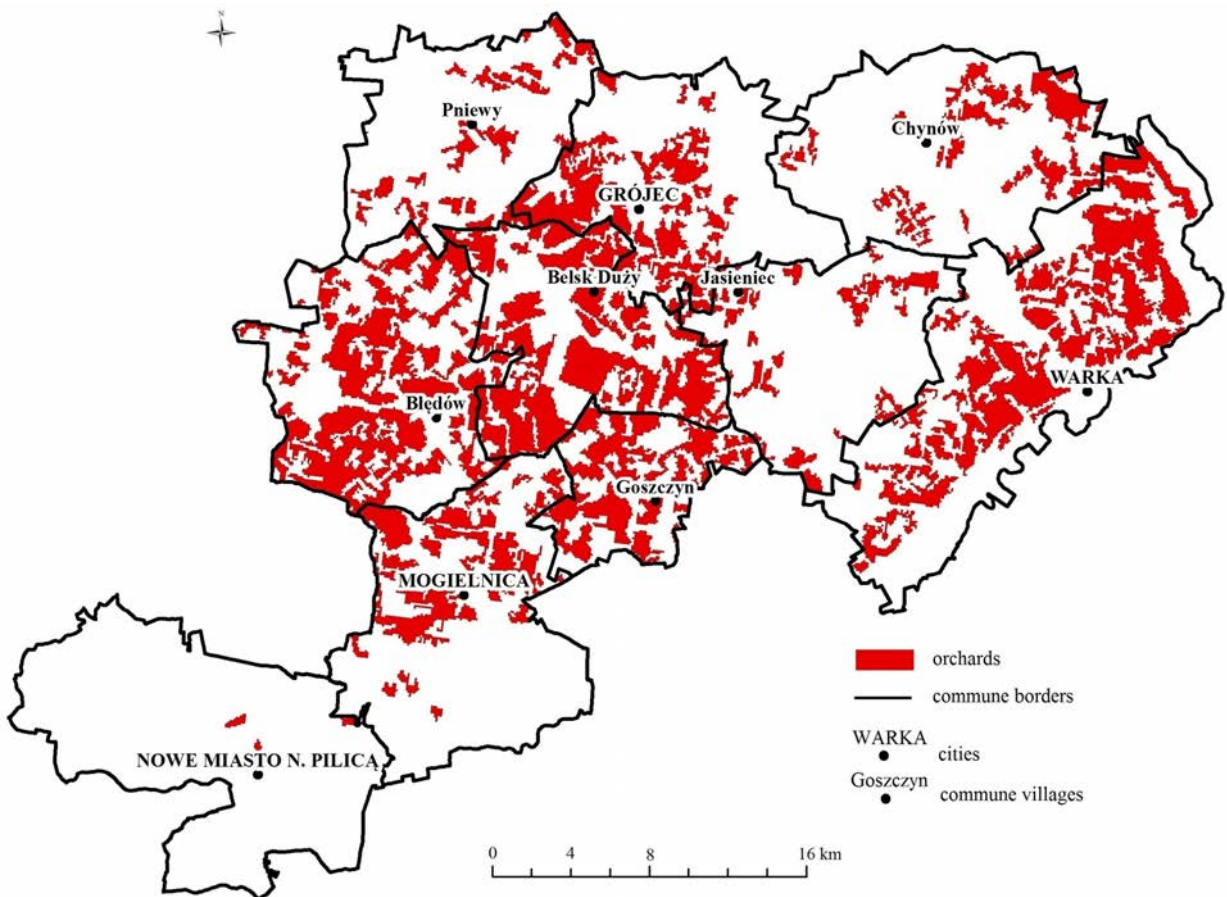 N
Pniewy
Chynów
GRÓJEC
Belsk Duży
Jasieniec
WARKA
Błędów
Goszczyn
MOGIELNICA
NOWE MIASTO N. PILICĄ
orchards
commune borders
WARKA
cities
Goszczyn
commune villages
0 4 8 16 km